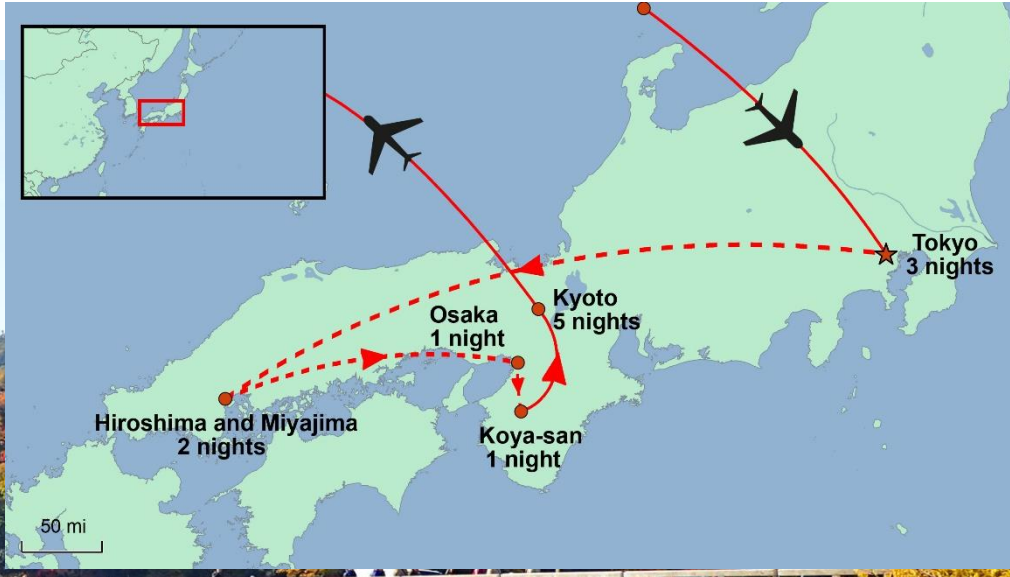 Tokyo
3 nights
Kyoto
5 nights
Osaka
1 night
Hiroshima and Miyajima
2 nights
Koya-san
1 night
50 mi